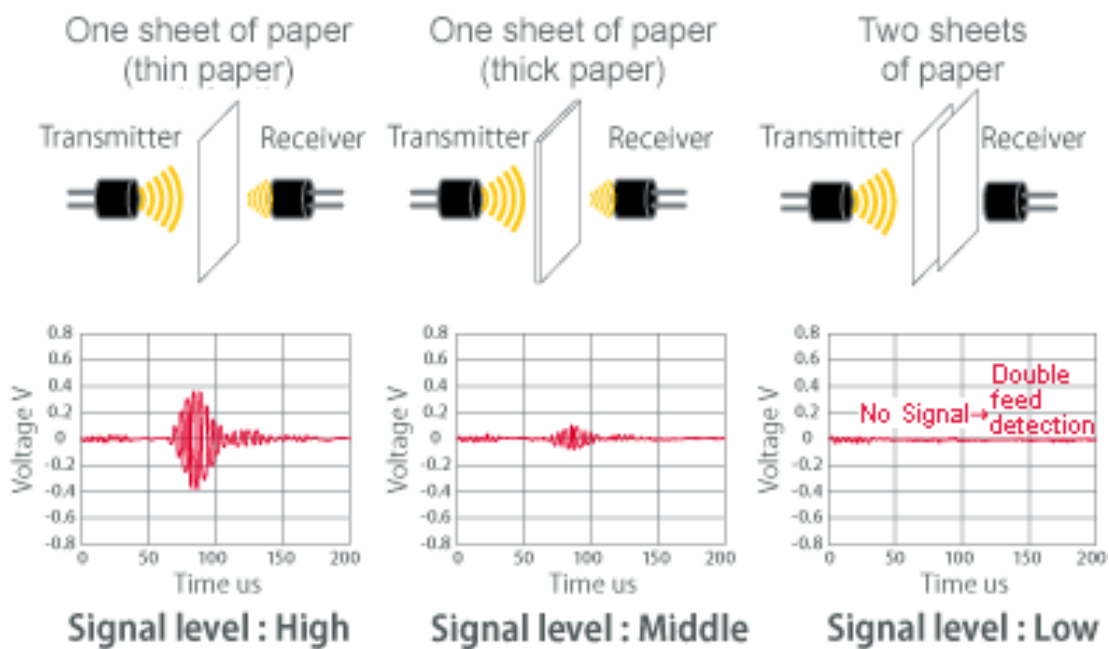 One sheet of paper
(thin paper)
Transmitter
Receiver
0.8
0.6
0.4
0.2
0
-0.2
-0.4
-0.6
-0.8
Voltage V
0
50
100
150
200
Time us
Signal level : High
One sheet of paper
(thick paper)
Transmitter
Receiver
0.8
0.6
0.4
0.2
0
-0.2
-0.4
-0.6
-0.8
Voltage V
0
50
100
150
200
Time us
Signal level : Middle
Two sheets
of paper
Transmitter
Receiver
0.8
0.6
0.4
0.2
0
-0.2
-0.4
-0.6
-0.8
Voltage V
No Signal→
Double
feed
detection
0
50
100
150
200
Time us
Signal level : Low